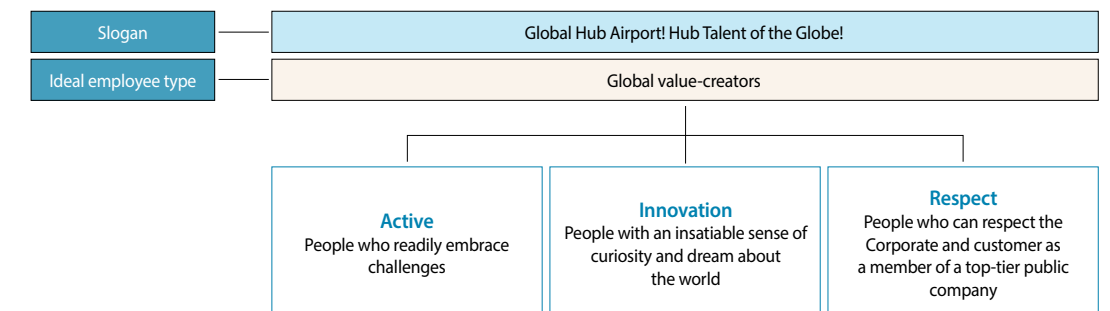 Slogan
Global Hub Airport! Hub Talent of the Globe!
Ideal employee type
Global value-creators
Active
People who readily embrace
challenges
Innovation
People with an insatiable sense of
curiosity and dream about
the world
Respect
People who can respect the
Corporate and customer as
a member of a top-tier public
company